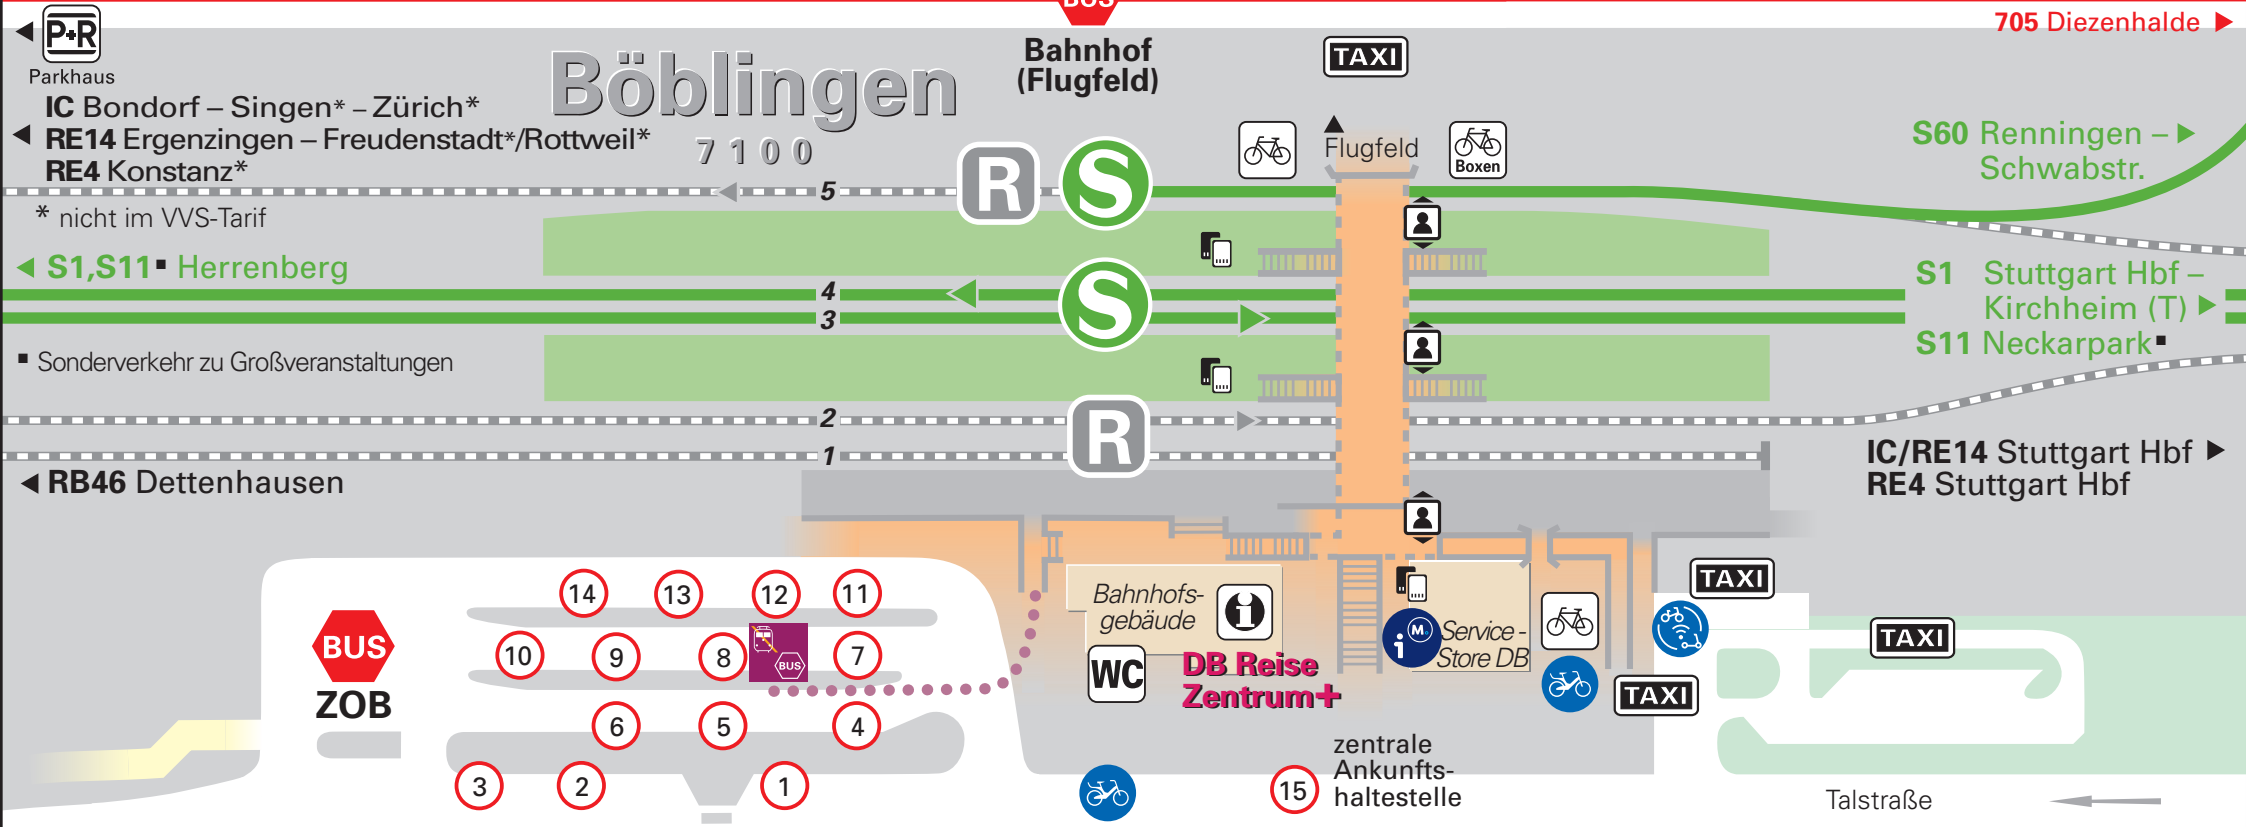 BUS
705 Diezenhalde
P+R
Parkhaus
Böblingen
7100
Bahnhof
(Flugfeld)
TAXI
IC Bondorf – Singen* – Zürich*
RE14 Ergenzingen – Freudenstadt*/Rottweil*
RE4 Konstanz*
Flugfeld
Boxen
S60 Renningen –
Schwabstr.
5
R
S
* nicht im VVS-Tarif
S1,S11▪ Herrenberg
4
3
S
S1 Stuttgart Hbf –
Kirchheim (T)
S11 Neckarpark▪
▪ Sonderverkehr zu Großveranstaltungen
2
R
1
RB46 Dettenhausen
IC/RE14 Stuttgart Hbf
RE4 Stuttgart Hbf
14 13 12 11
BUS
ZOB
10 9 8 BUS 7
6 5 4
3 2 1
Bahnhofs-
gebäude
i
WC
DB Reise
Zentrum+
i M
Service-
Store DB
TAXI
TAXI
TAXI
15
zentrale
Ankunfts-
haltestelle
Talstraße